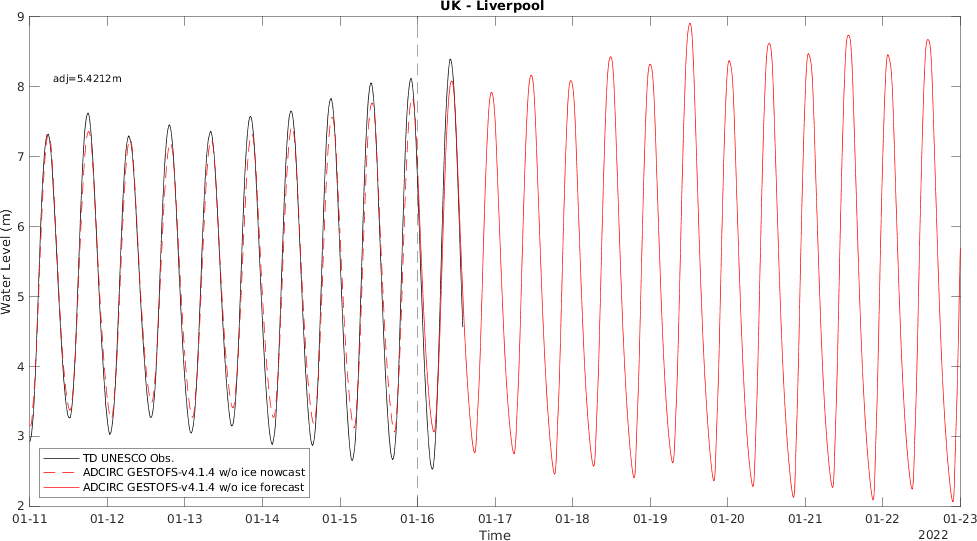 UK - Liverpool
9
8
7
6
5
4
3
2
Water Level (m)
adj=5.4212m
TD UNESCO Obs.
ADCIRC GESTOFS-v4.1.4 w/o ice nowcast
ADCIRC GESTOFS-v4.1.4 w/o ice forecast
01-11 01-12 01-13 01-14 01-15 01-16 01-17 01-18 01-19 01-20 01-21 01-22 01-23
Time
2022